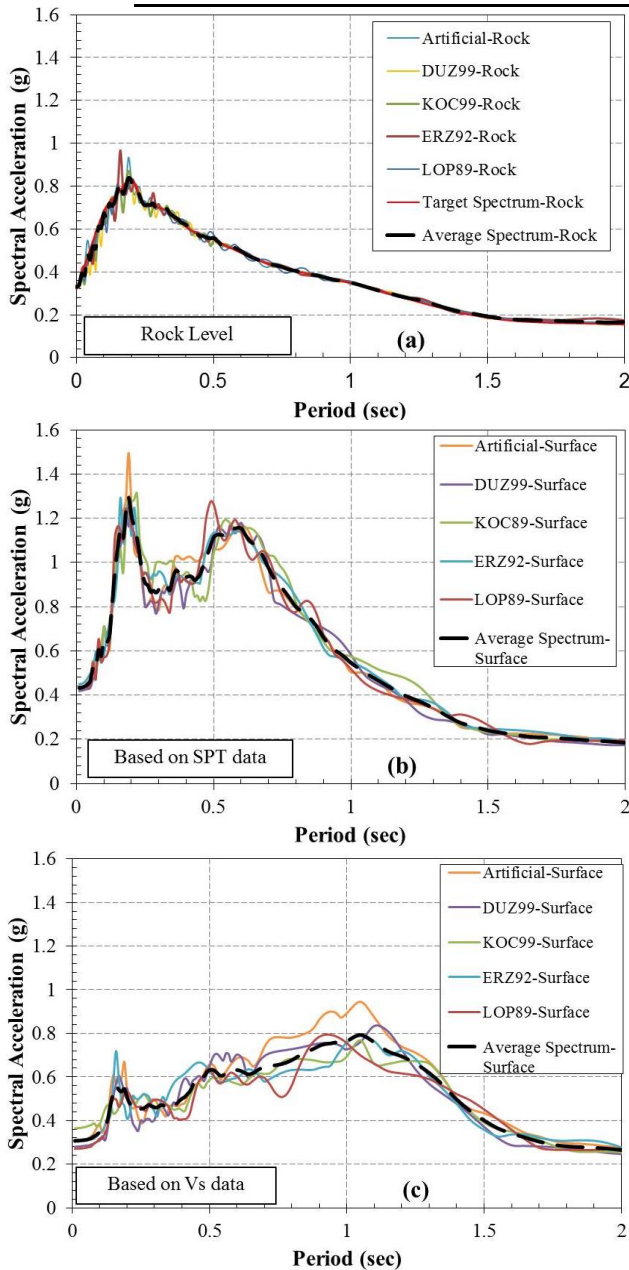 1.6
1.4
1.2
1
0.8
0.6
0.4
0.2
0
Spectral Acceleration (g)
Artificial-Rock
DUZ99-Rock
KOC99-Rock
ERZ92-Rock
LOP89-Rock
Target Spectrum-Rock
Average Spectrum-Rock
Rock Level
(a)
0 0.5 1 1.5 2
Period (sec)
1.6
1.4
1.2
1
0.8
0.6
0.4
0.2
0
Spectral Acceleration (g)
Artificial-Surface
DUZ99-Surface
KOC89-Surface
ERZ92-Surface
LOP89-Surface
Average Spectrum-
Surface
Based on SPT data
(b)
0 0.5 1 1.5 2
Period (sec)
1.6
1.4
1.2
1
0.8
0.6
0.4
0.2
0
Spectral Acceleration (g)
Artificial-Surface
DUZ99-Surface
KOC99-Surface
ERZ92-Surface
LOP89-Surface
Average Spectrum-
Surface
Based on Vs data
(c)
0 0.5 1 1.5 2
Period (sec)